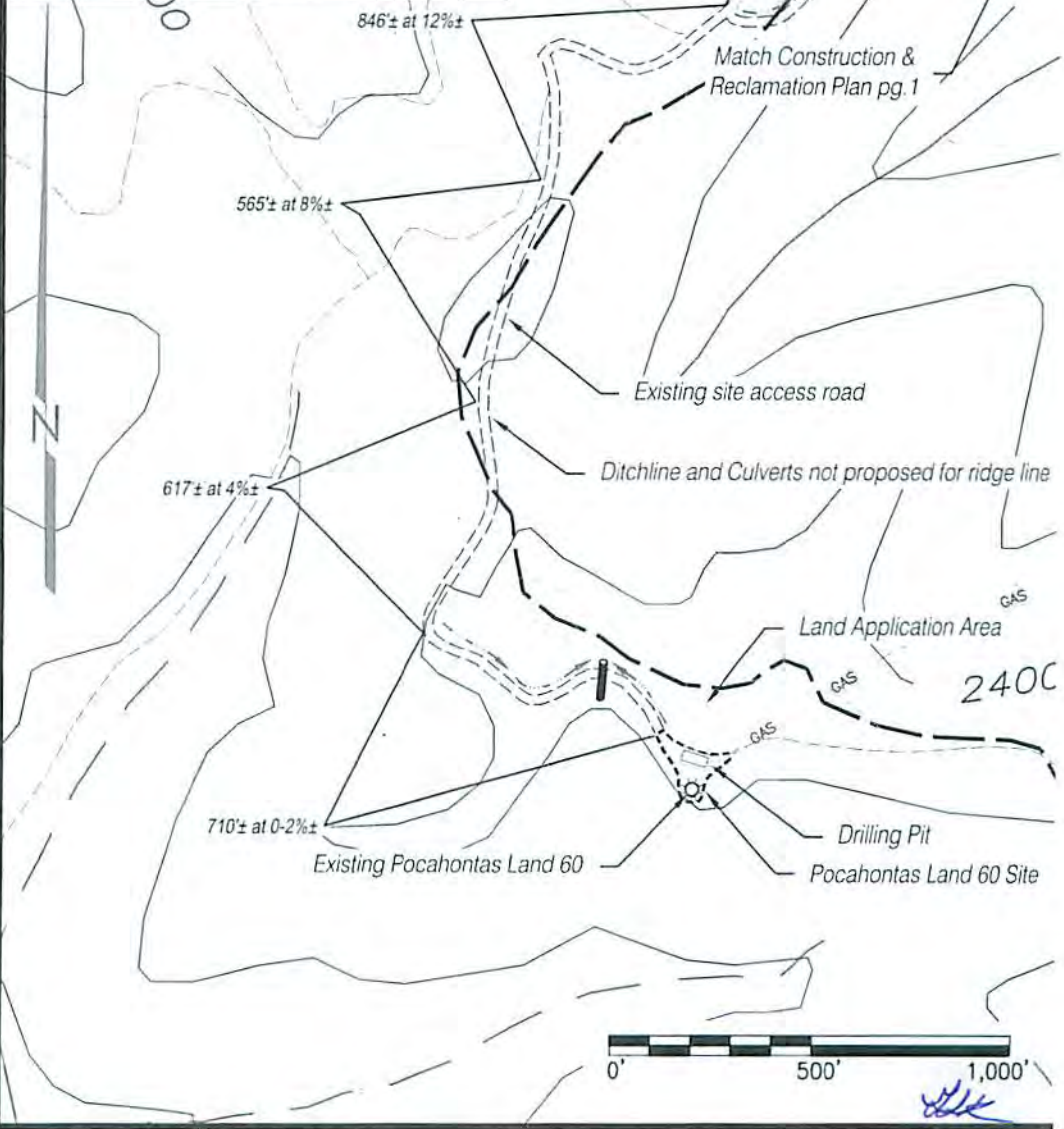 00
846'± at 12%±
Match Construction &
Reclamation Plan pg.1
565'± at 8%±
Existing site access road
N
Ditchline and Culverts not proposed for ridge line
617'± at 4%±
GAS
Land Application Area
GAS
2400
GAS
710'± at 0-2%±
Drilling Pit
Existing Pocahontas Land 60
Pocahontas Land 60 Site
0'
500'
1,000'